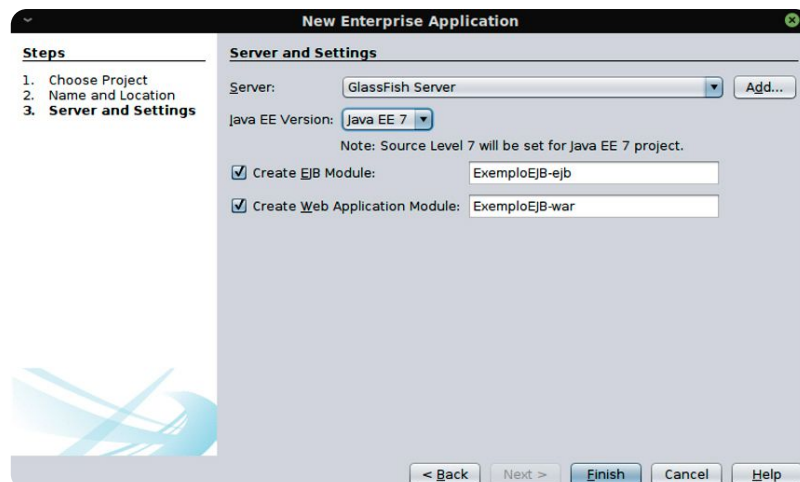 New Enterprise Application
Steps
1. Choose Project
2. Name and Location
3. Server and Settings
Server and Settings
Server: GlassFish Server Add...
Java EE Version: Java EE 7
Note: Source Level 7 will be set for Java EE 7 project.
Create EJB Module: ExemploEJB-ejb
Create Web Application Module: ExemploEJB-war
< Back Next > Finish Cancel Help